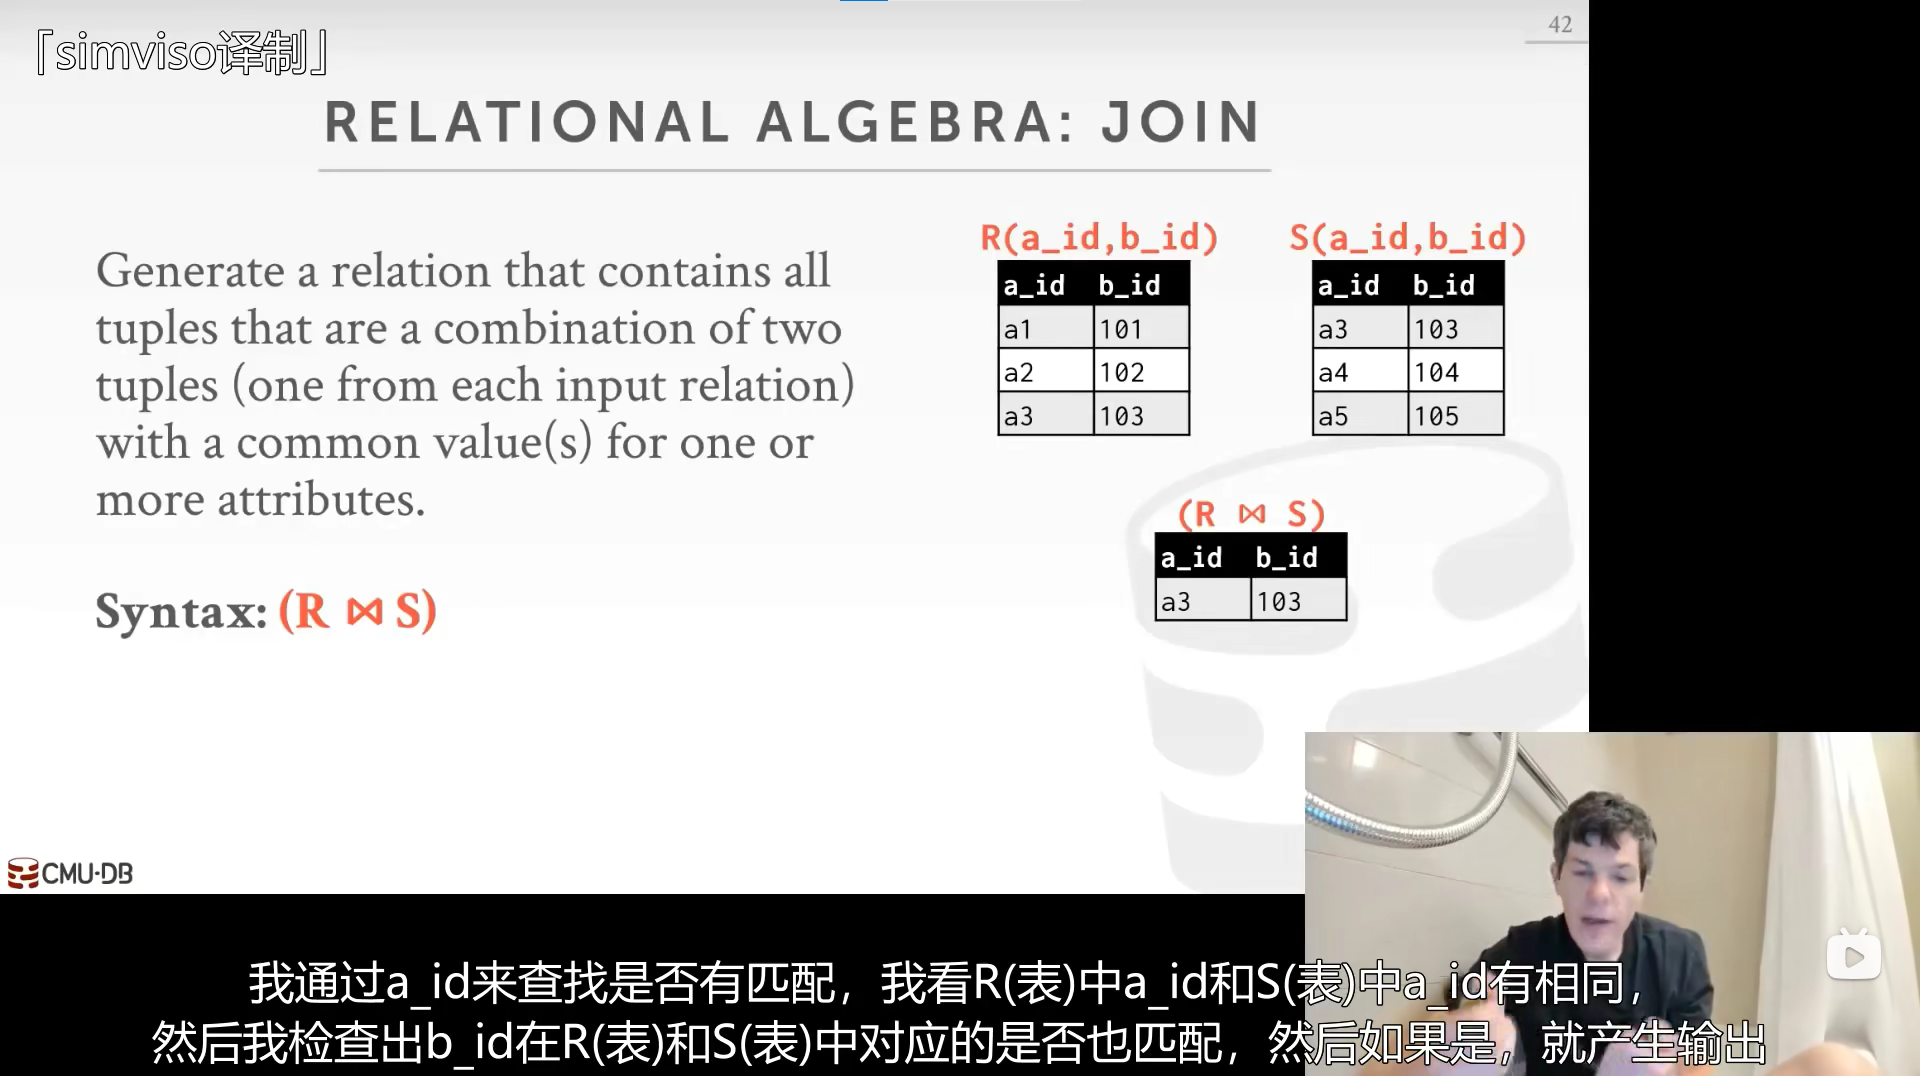 42
「simviso译制」
RELATIONAL ALGEBRA: JOIN
Generate a relation that contains all
tuples that are a combination of two
tuples (one from each input relation)
with a common value(s) for one or
more attributes.
Syntax: (R ⋈ S)
R(a_id,b_id)
a_id b_id
a1 101
a2 102
a3 103
S(a_id,b_id)
a_id b_id
a3 103
a4 104
a5 105
(R ⋈ S)
a_id b_id
a3 103
CMU·DB
我通过a_id来查找是否有匹配，我看R(表)中a_id和S(表)中a_id有相同，
然后我检查出b_id在R(表)和S(表)中对应的是否也匹配，然后如果是，就产生输出